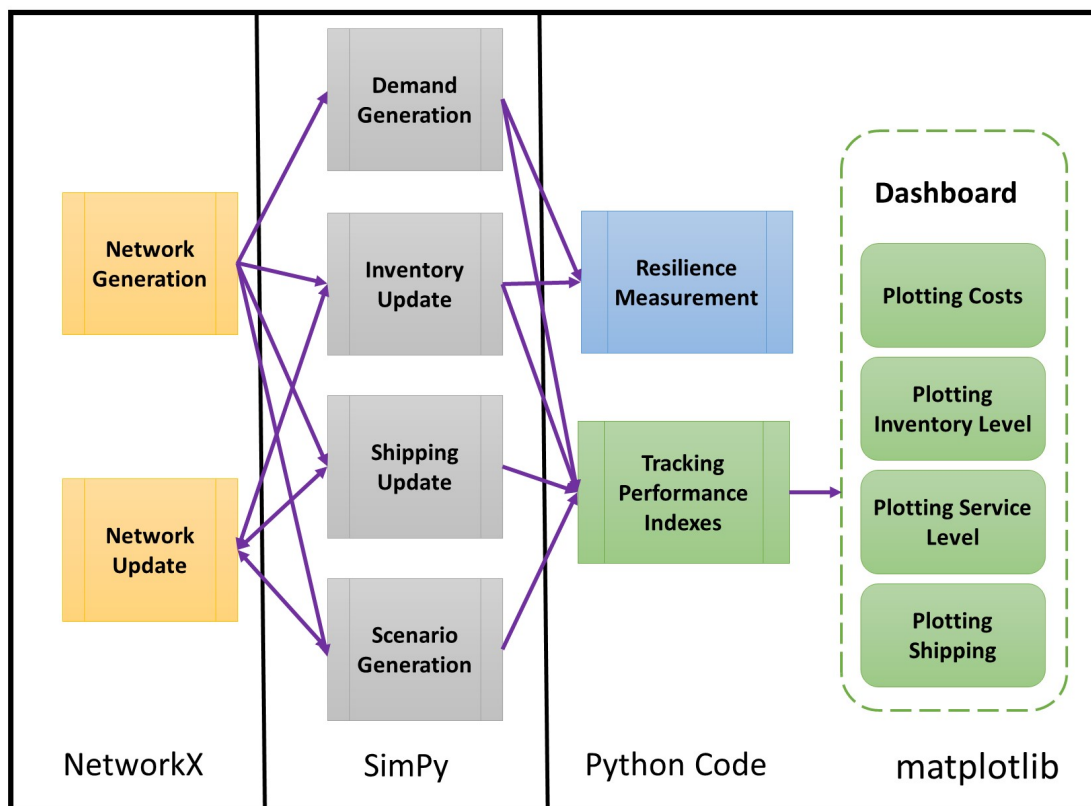 Network
Generation
Network
Update
NetworkX
Demand
Generation
Inventory
Update
Shipping
Update
Scenario
Generation
SimPy
Resilience
Measurement
Tracking
Performance
Indexes
Python Code
Dashboard
Plotting Costs
Plotting
Inventory Level
Plotting Service
Level
Plotting
Shipping
matplotlib